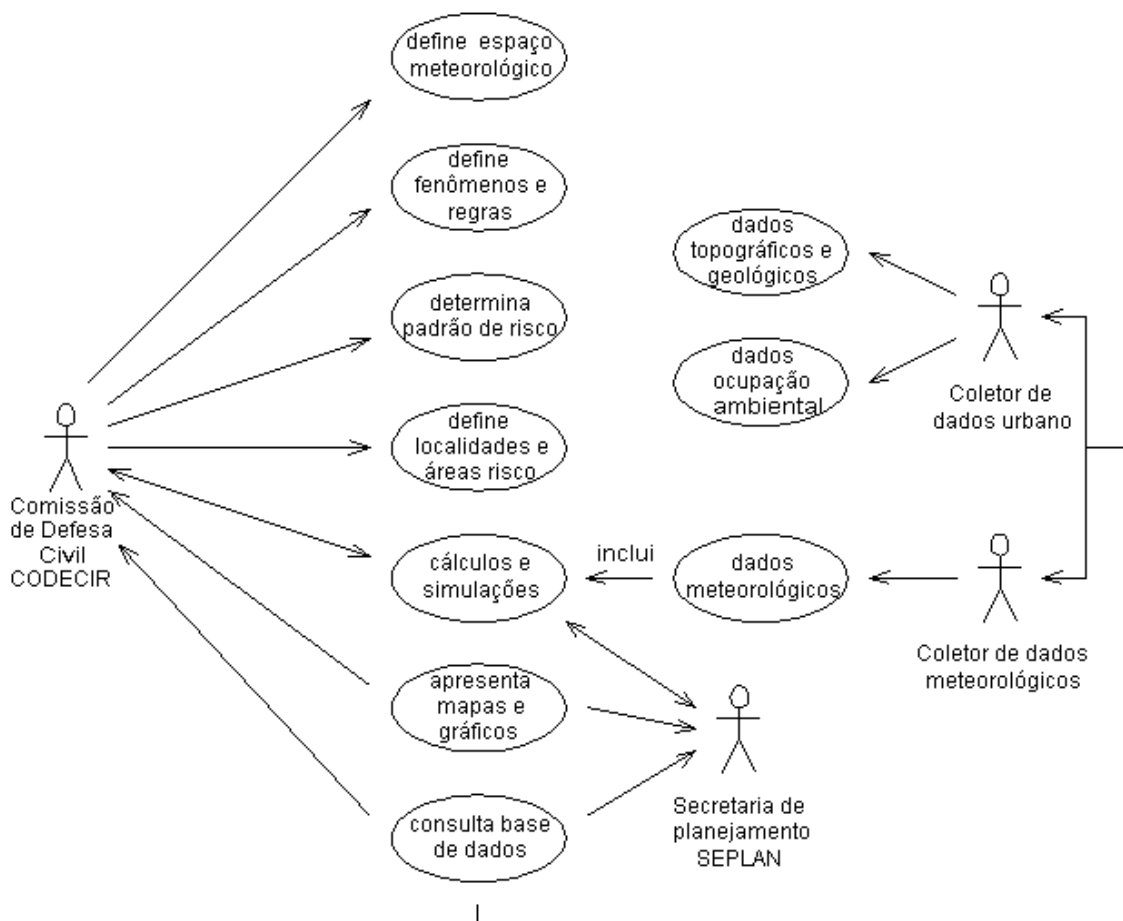 define espaço
meteorológico
define
fenômenos e
regras
determina
padrão de risco
define
localidades e
áreas risco
cálculos e
simulações
apresenta
mapas e
gráficos
consulta base
de dados
Comissão
de Defesa
Civil
CODECIR
inclui
dados
topográficos e
geológicos
dados
ocupação
ambiental
dados
meteorológicos
Coletor de
dados urbano
Coletor de dados
meteorológicos
Secretaria de
planejamento
SEPLAN